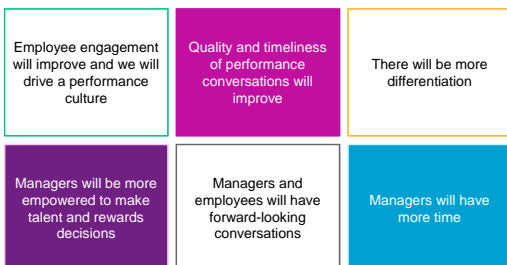 Employee engagement
will improve and we will
drive a performance
culture
Quality and timeliness
of performance
conversations will
improve
There will be more
differentiation
Managers will be more
empowered to make
talent and rewards
decisions
Managers and
employees will have
forward-looking
conversations
Managers will have
more time